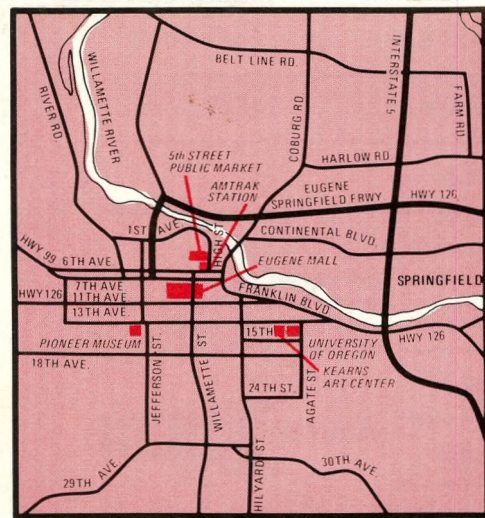 BELT LINE RD.
INTERSTATE 5
RIVER RD
WILLAMETTE RIVER
COBURG RD
FARM RD
5th STREET
PUBLIC MARKET
HARLOW RD
AMTRAK
STATION
EUGENE
SPRINGFIELD FRWY
HWY 126
1ST AVE.
HIGH ST
CONTINENTAL BLVD.
HWY 99
6TH AVE
EUGENE MALL
SPRINGFIELD
HWY 126
7TH AVE
11TH AVE
FRANKLIN BLVD
13TH AVE.
PIONEER MUSEUM
15TH
UNIVERSITY
OF OREGON
HWY 126
18TH AVE.
JEFFERSON ST.
WILLAMETTE ST
KEARNS
ART CENTER
24TH ST.
AGATE ST
HILYARD ST.
29TH AVE
30TH AVE.